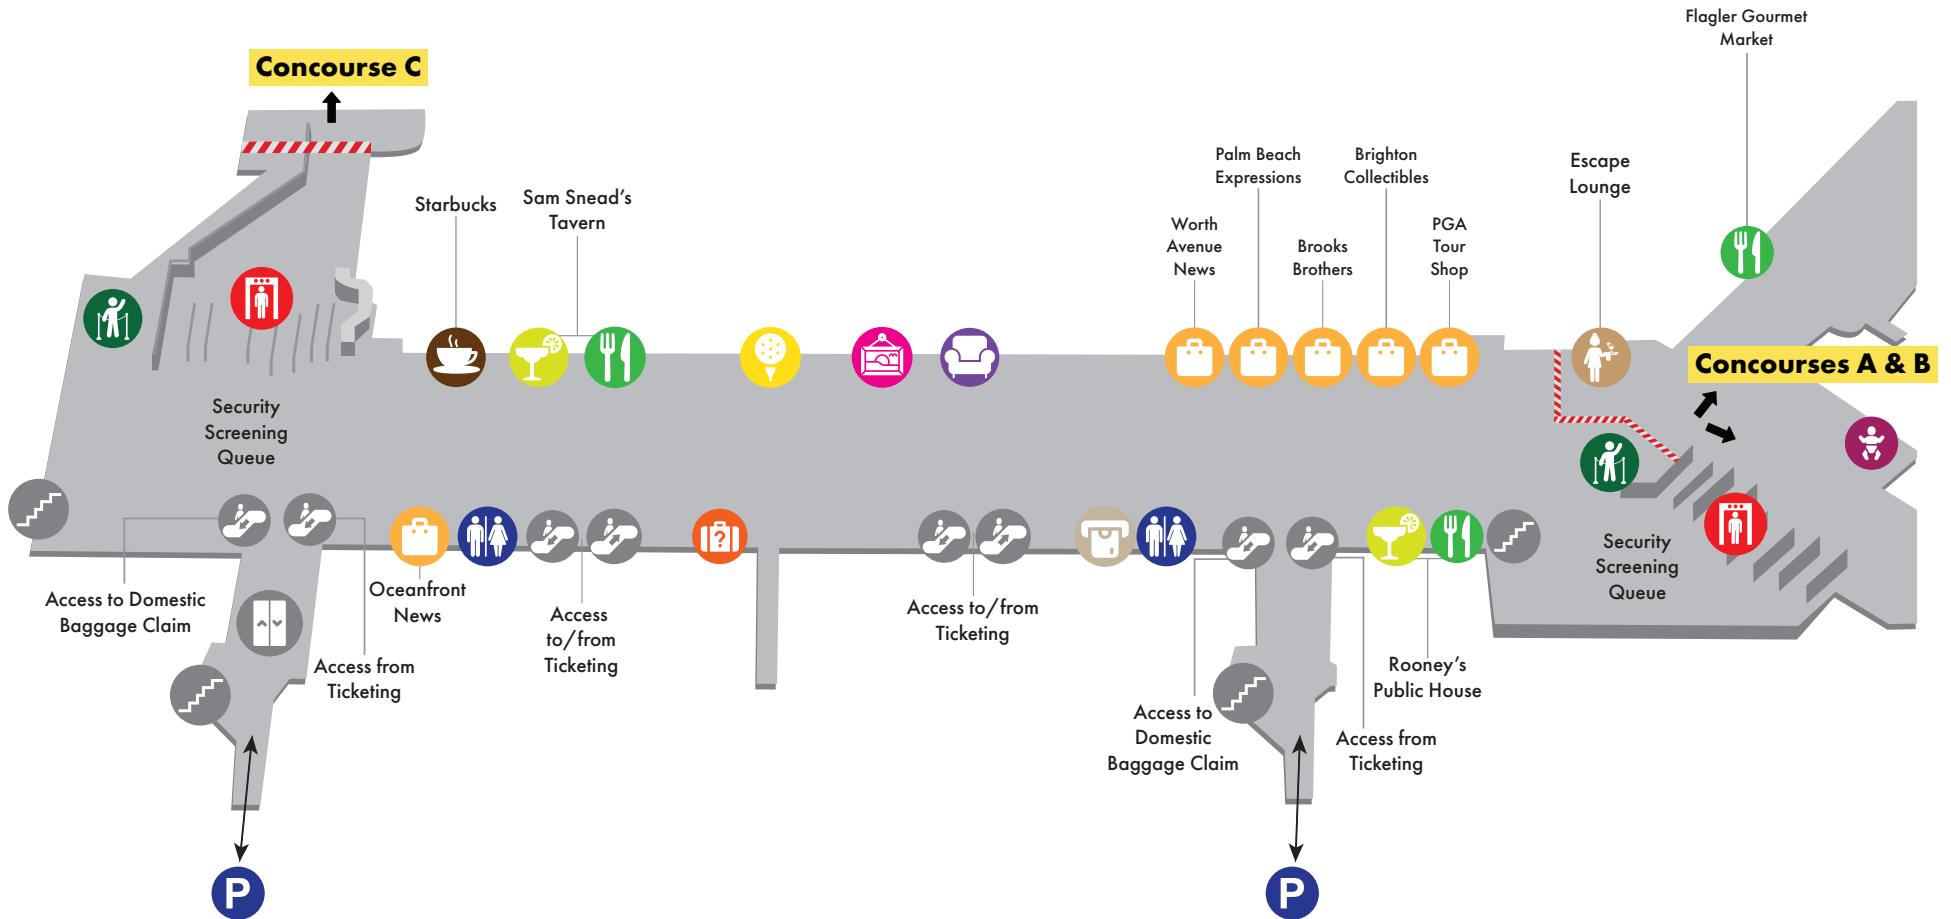 Flagler Gourmet
Market
Concourse C
Palm Beach
Expressions
Brighton
Collectibles
Escape
Lounge
Starbucks
Sam Snead's
Tavern
Worth
Avenue
News
Brooks
Brothers
PGA
Tour
Shop
Concourses A & B
Security
Screening
Queue
?
Security
Screening
Queue
Access to Domestic
Baggage Claim
Oceanfront
News
Access
to/from
Ticketing
Access to/from
Ticketing
Access from
Ticketing
Rooney's
Public House
Access to
Domestic
Baggage Claim
Access from
Ticketing
P
P